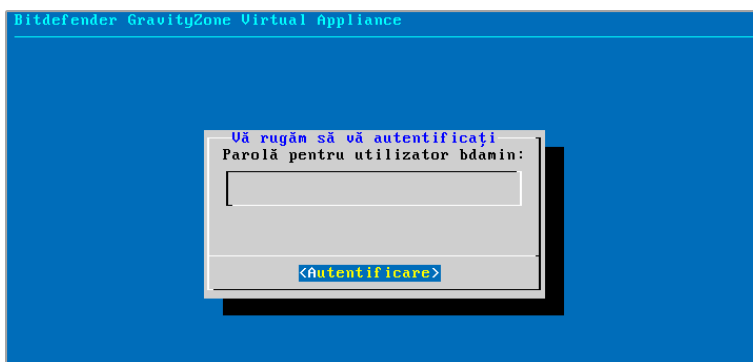 Bitdefender GravityZone Virtual Appliance
Vă rugăm să vă autentificați
Parolă pentru utilizator bdamin:
<Autentificare>